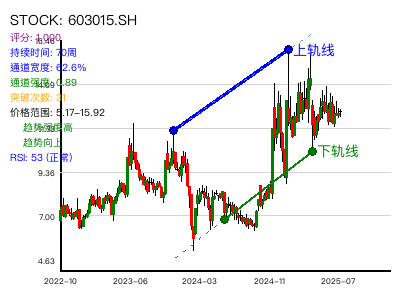 STOCK: 603015.SH
评分: 1.000
持续时间: 70周
通道宽度: 62.6%
通道强度: 0.89
突破次数: 31
价格范围: 5.17−15.92
趋势强度高
趋势向上
RSI: 53 (正常)
上轨线
下轨线
9.36
7.00
4.63
2022−10
2023−06
2024−03
2024−11
2025−07